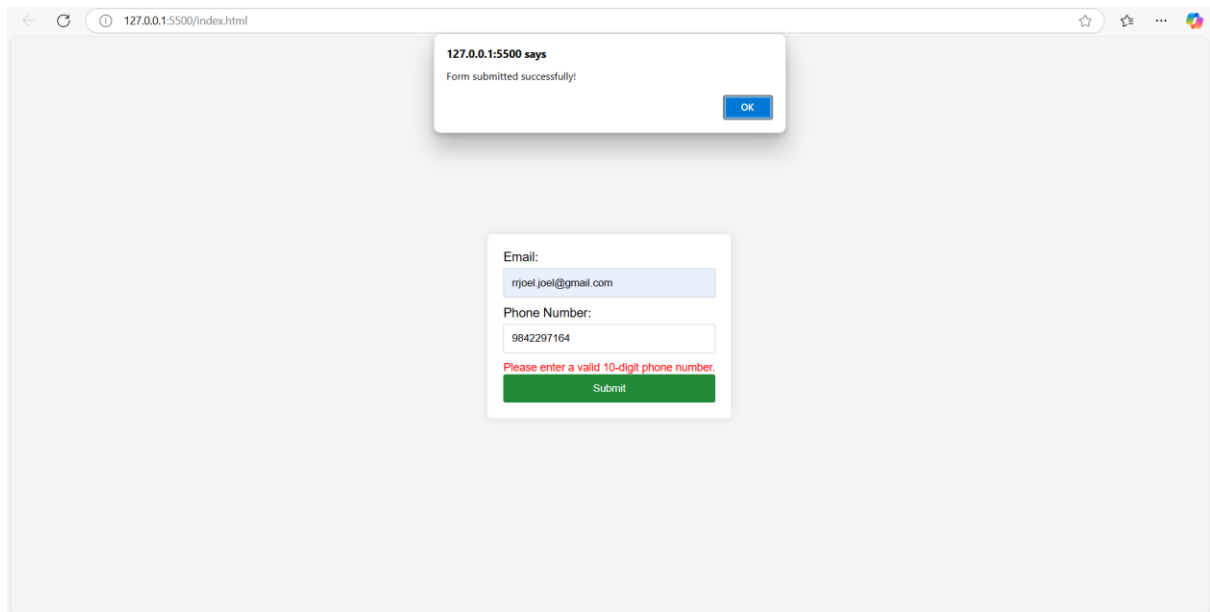 127.0.0.1:5500/index.html
127.0.0.1:5500 says
Form submitted successfully!
OK
Email:
rrjoel.joel@gmail.com
Phone Number:
9842297164
Please enter a valid 10-digit phone number.
Submit